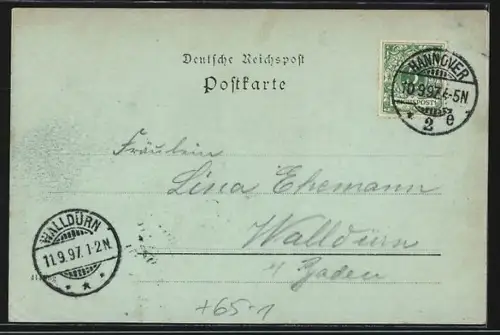 Deutsche Reichspost
Postkarte
HANNOVER
10.9.97. 4-5N
* 2 θ *
Fräulein
Lina Ehemann
Walldürn
Baden
WALLDÜRN
11.9.97. 1-2N
* * *
+65-1